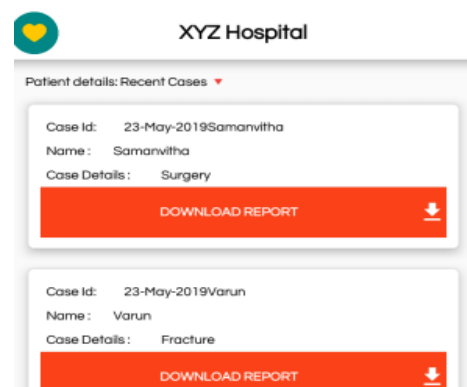 XYZ Hospital
Patient details: Recent Cases
Case Id: 23-May-2019Samanvitha
Name : Samanvitha
Case Details : Surgery
DOWNLOAD REPORT
Case Id: 23-May-2019Varun
Name : Varun
Case Details : Fracture
DOWNLOAD REPORT